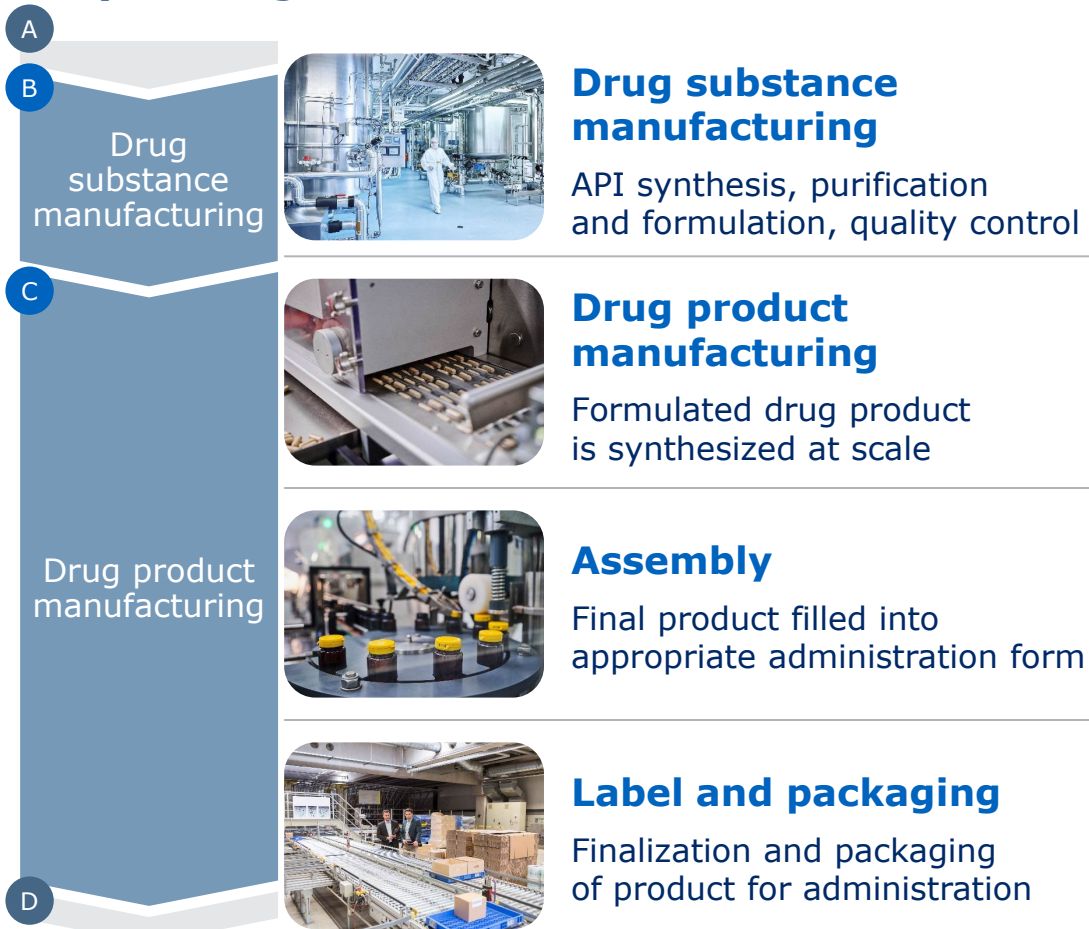 A
B
Drug
substance
manufacturing
Drug substance
manufacturing
API synthesis, purification
and formulation, quality control
C
Drug product
manufacturing
Drug product
manufacturing
Formulated drug product
is synthesized at scale
Assembly
Final product filled into
appropriate administration form
Label and packaging
Finalization and packaging
of product for administration
D